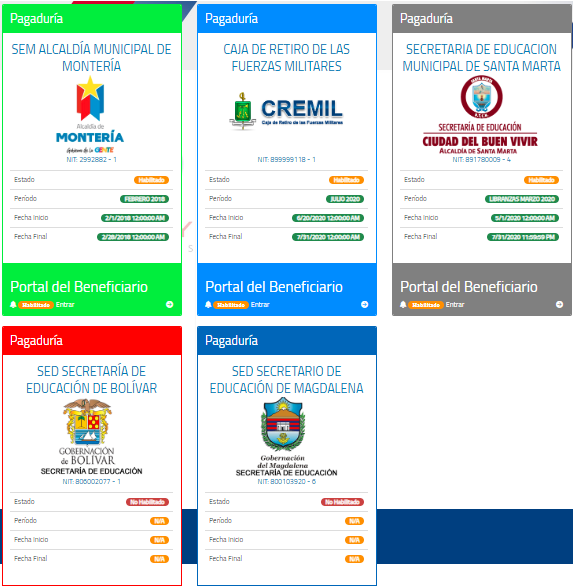 Pagaduría
SEM ALCALDÍA MUNICIPAL DE
MONTERÍA
Alcaldía de
MONTERÍA
Gobierno de la GENTE
NIT: 2992882 - 1
Estado Habilitado
Período FEBRERO 2018
Fecha Inicio 2/1/2018 12:00:00 AM
Fecha Final 2/28/2018 12:00:00 AM
Portal del Beneficiario
Habilitado Entrar
Pagaduría
CAJA DE RETIRO DE LAS
FUERZAS MILITARES
CREMIL
Caja de Retiro de las Fuerzas Militares
NIT: 899999118 - 1
Estado Habilitado
Período JULIO 2020
Fecha Inicio 6/20/2020 12:00:00 AM
Fecha Final 7/31/2020 12:00:00 AM
Portal del Beneficiario
Habilitado Entrar
Pagaduría
SECRETARIA DE EDUCACION
MUNICIPAL DE SANTA MARTA
SANTA MARTA
SECRETARÍA DE EDUCACIÓN
CIUDAD DEL BUEN VIVIR
ALCALDÍA DE SANTA MARTA
NIT: 891780009 - 4
Estado Habilitado
Período LIBRANZAS MARZO 2020
Fecha Inicio 5/1/2020 12:00:00 AM
Fecha Final 7/31/2020 11:59:59 PM
Portal del Beneficiario
Habilitado Entrar
Pagaduría
SED SECRETARÍA DE
EDUCACIÓN DE BOLÍVAR
GOBERNACIÓN
de BOLÍVAR
SECRETARÍA DE EDUCACIÓN
NIT: 806002077 - 1
Estado No Habilitado
Período N/A
Fecha Inicio N/A
Fecha Final N/A
Pagaduría
SED SECRETARIO DE
EDUCACIÓN DE MAGDALENA
Gobernación
del Magdalena
SECRETARÍA DE EDUCACIÓN
NIT: 800103920 - 6
Estado No Habilitado
Período N/A
Fecha Inicio N/A
Fecha Final N/A